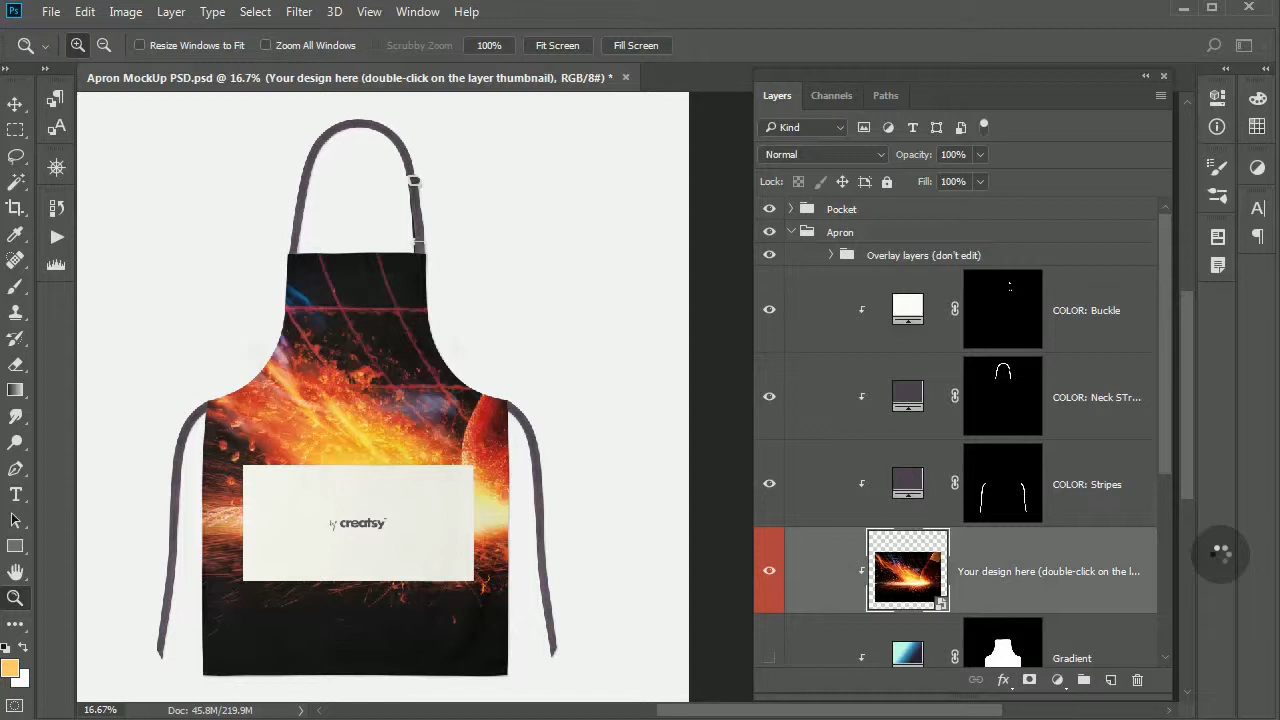 Ps File Edit Image Layer Type Select Filter 3D View Window Help
Resize Windows to Fit Zoom All Windows Scrubby Zoom 100% Fit Screen Fill Screen
Apron MockUp PSD.psd @ 16.7% (Your design here (double-click on the layer thumbnail), RGB/8#) *
Layers Channels Paths
Kind
Normal Opacity: 100%
Lock: Fill: 100%
Pocket
Apron
Overlay layers (don't edit)
COLOR: Buckle
COLOR: Neck STr...
COLOR: Stripes
Your design here (double-click on the l...
Gradient
by creatsy
16.67% Doc: 45.8M/219.9M